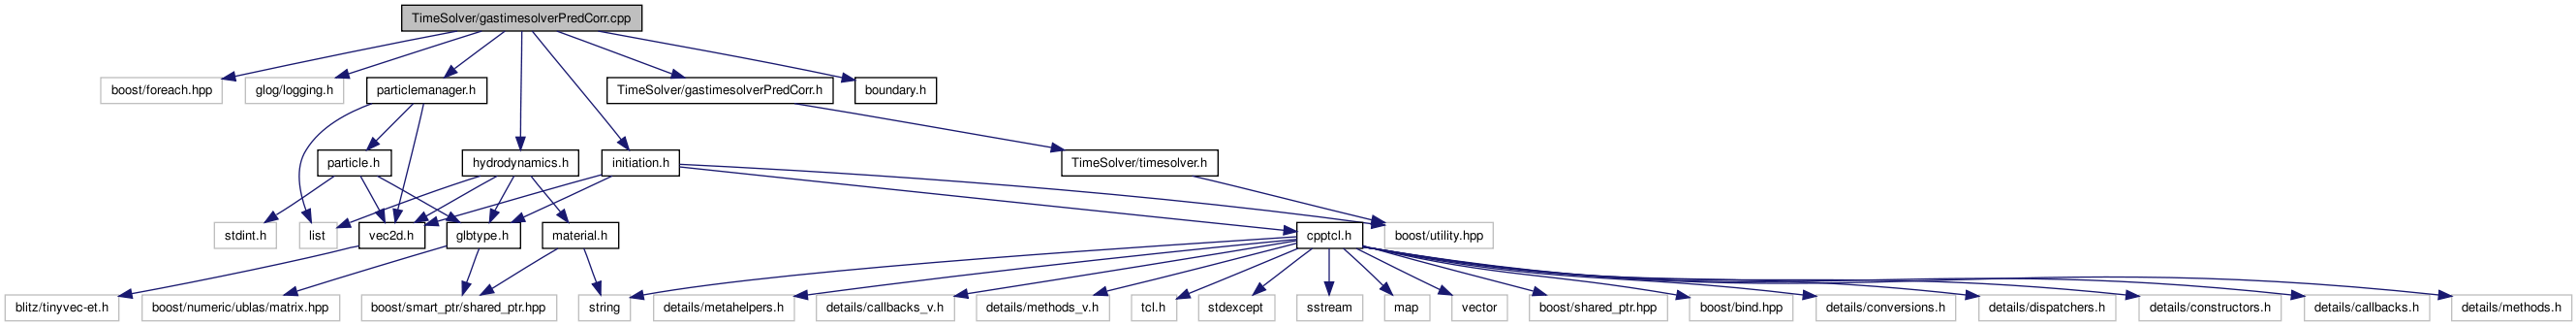 TimeSolver/gastimesolverPredCorr.cpp
boost/foreach.hpp
glog/logging.h
particlemanager.h
TimeSolver/gastimesolverPredCorr.h
boundary.h
particle.h
hydrodynamics.h
initiation.h
TimeSolver/timesolver.h
stdint.h
list
vec2d.h
glbtype.h
material.h
cpptcl.h
boost/utility.hpp
blitz/tinyvec-et.h
boost/numeric/ublas/matrix.hpp
boost/smart_ptr/shared_ptr.hpp
string
details/metahelpers.h
details/callbacks_v.h
details/methods_v.h
tcl.h
stdexcept
sstream
map
vector
boost/shared_ptr.hpp
boost/bind.hpp
details/conversions.h
details/dispatchers.h
details/constructors.h
details/callbacks.h
details/methods.h